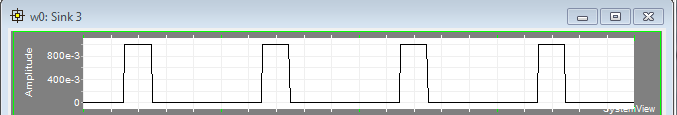 w0: Sink 3
Amplitude
800e-3
400e-3
0
SystemView